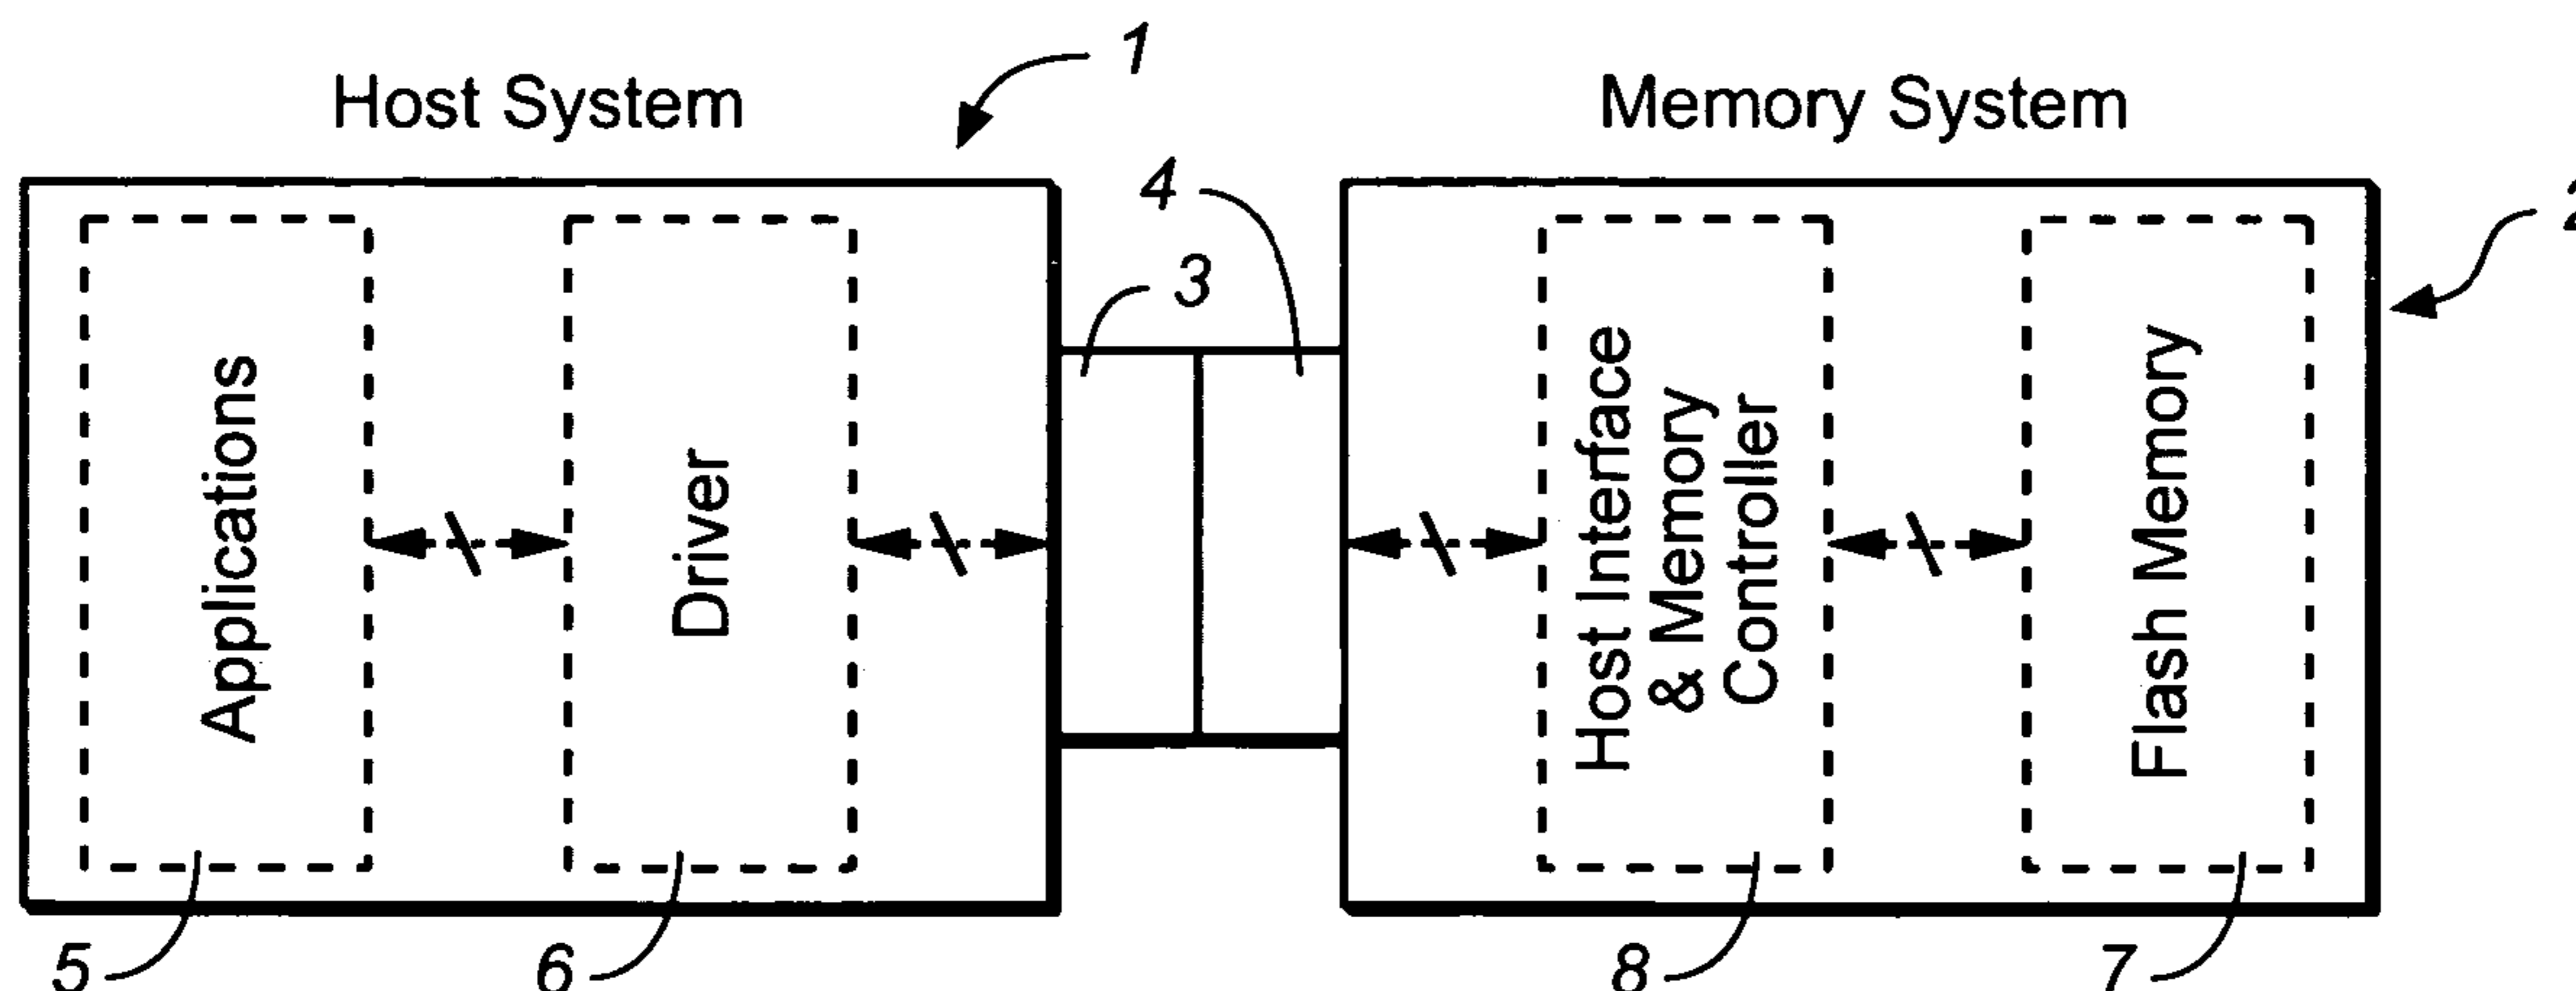 1
Host System
Memory System
4
2
3
Applications
Driver
Host Interface
& Memory
Controller
Flash Memory
5
6
8
7